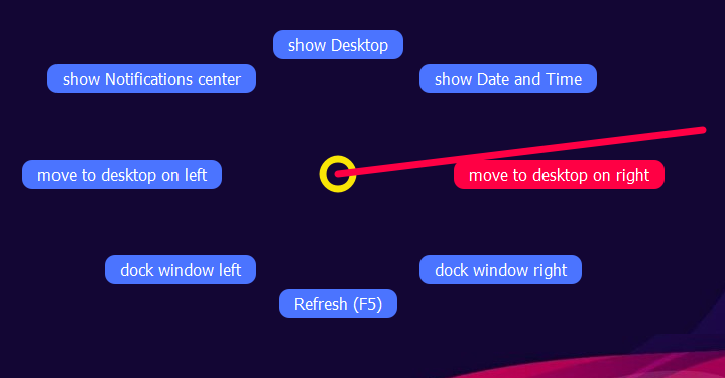 show Desktop
show Notifications center
show Date and Time
move to desktop on left
move to desktop on right
dock window left
dock window right
Refresh (F5)